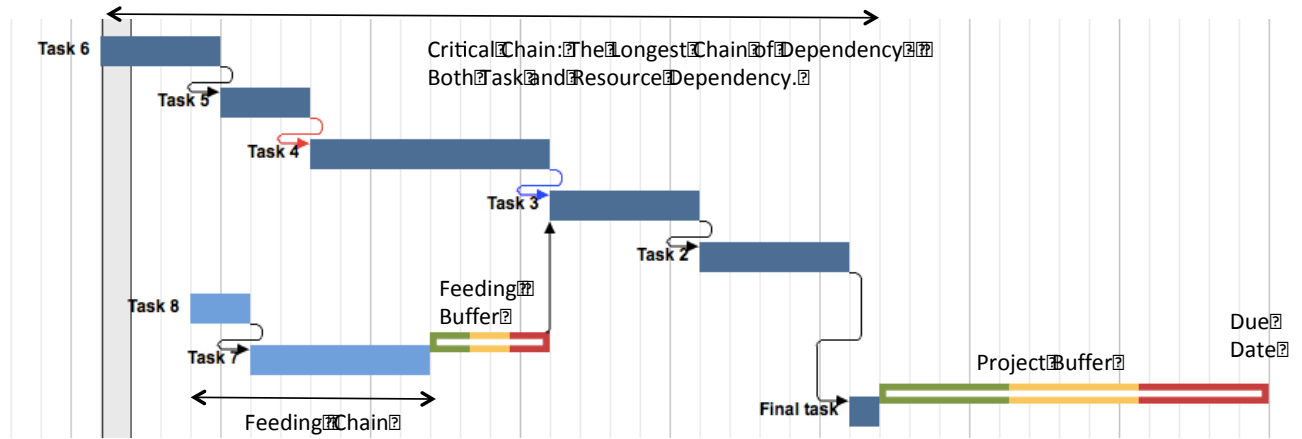 Task 6
Critical Chain: The Longest Chain of Dependency.
Both Task and Resource Dependency.
Task 5
Task 4
Task 3
Task 2
Task 8
Feeding
Buffer
Task 7
Due
Date
Project Buffer
Final task
Feeding Chain